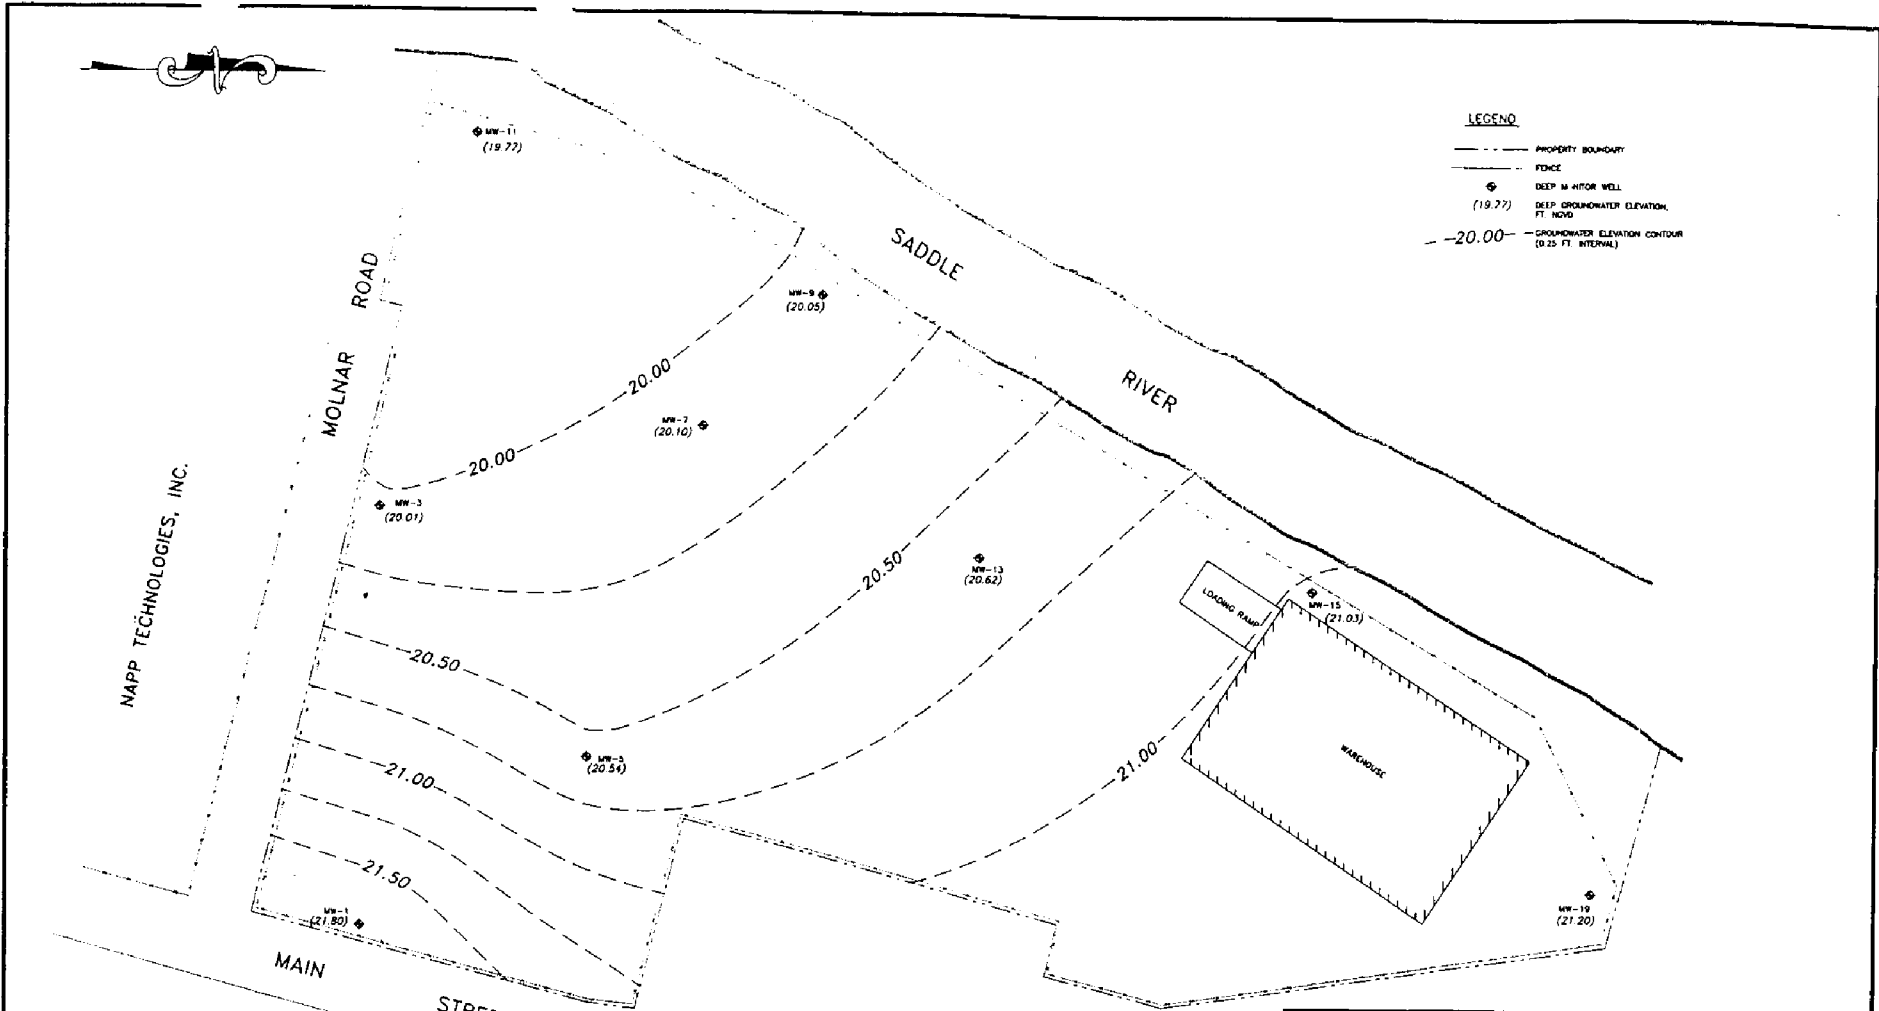 LEGEND
PROPERTY BOUNDARY
FENCE
DEEP M NITOR WELL
(19.27) DEEP GROUNDWATER ELEVATION,
FT. NGVD
-20.00- GROUNDWATER ELEVATION CONTOUR
(0.25 FT. INTERVAL)
MW-11
(19.72)
SADDLE
RIVER
MOLNAR ROAD
NAPP TECHNOLOGIES, INC.
MW-9
(20.05)
20.00
MW-7
(20.10)
20.00
MW-3
(20.01)
20.50
MW-13
(20.62)
LOADING RAMP
MW-15
(21.03)
20.50
MW-5
(20.54)
21.00
21.00
WAREHOUSE
21.50
MW-1
(21.80)
MW-19
(21.20)
MAIN